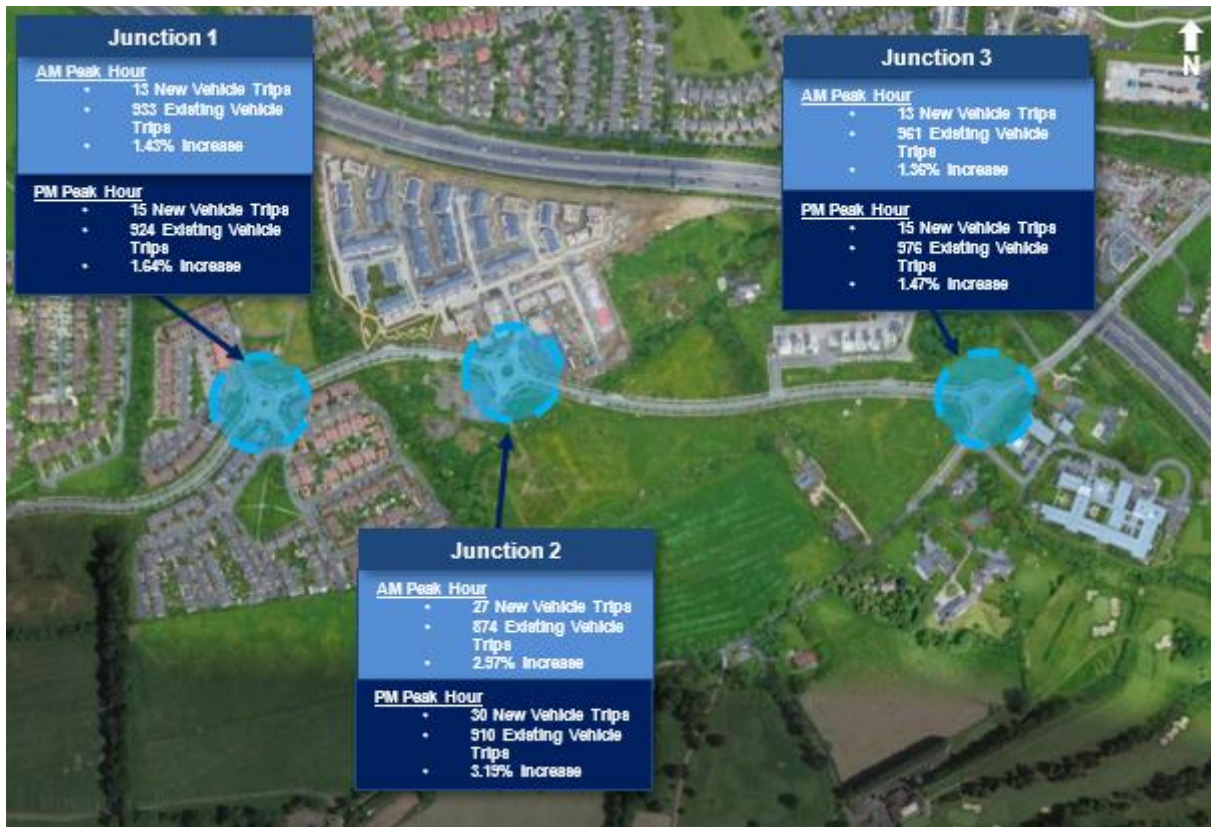 Junction 1
AM Peak Hour
• 13 New Vehicle Trips
• 933 Existing Vehicle
Trips
• 1.43% Increase
PM Peak Hour
• 15 New Vehicle Trips
• 924 Existing Vehicle
Trips
• 1.64% Increase
Junction 2
AM Peak Hour
• 27 New Vehicle Trips
• 874 Existing Vehicle
Trips
• 2.97% Increase
PM Peak Hour
• 30 New Vehicle Trips
• 910 Existing Vehicle
Trips
• 3.19% Increase
Junction 3
AM Peak Hour
• 13 New Vehicle Trips
• 961 Existing Vehicle
Trips
• 1.36% Increase
PM Peak Hour
• 15 New Vehicle Trips
• 976 Existing Vehicle
Trips
• 1.47% Increase
N